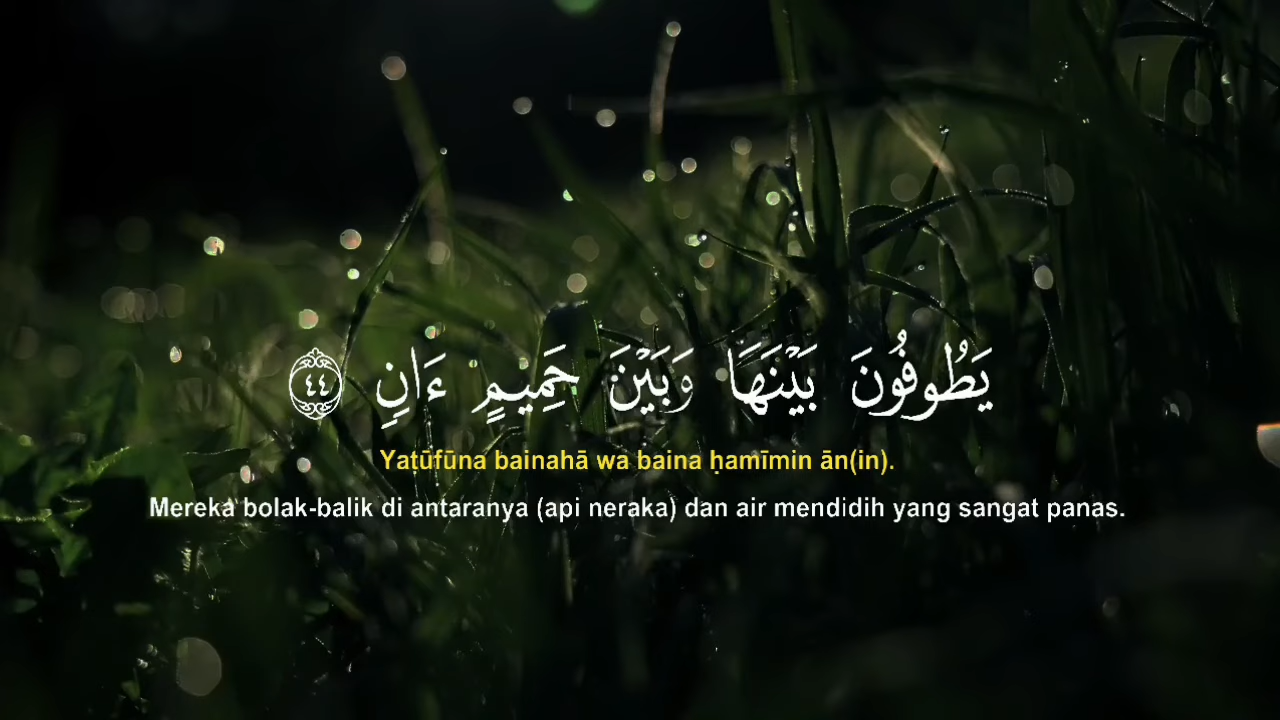 يَطُوفُونَ بَيْنَهَا وَبَيْنَ حَمِيمٍ ءَانٍ ٤٤
Yaṭūfūna bainahā wa baina ḥamīmin ān(in).
Mereka bolak-balik di antaranya (api neraka) dan air mendidih yang sangat panas.